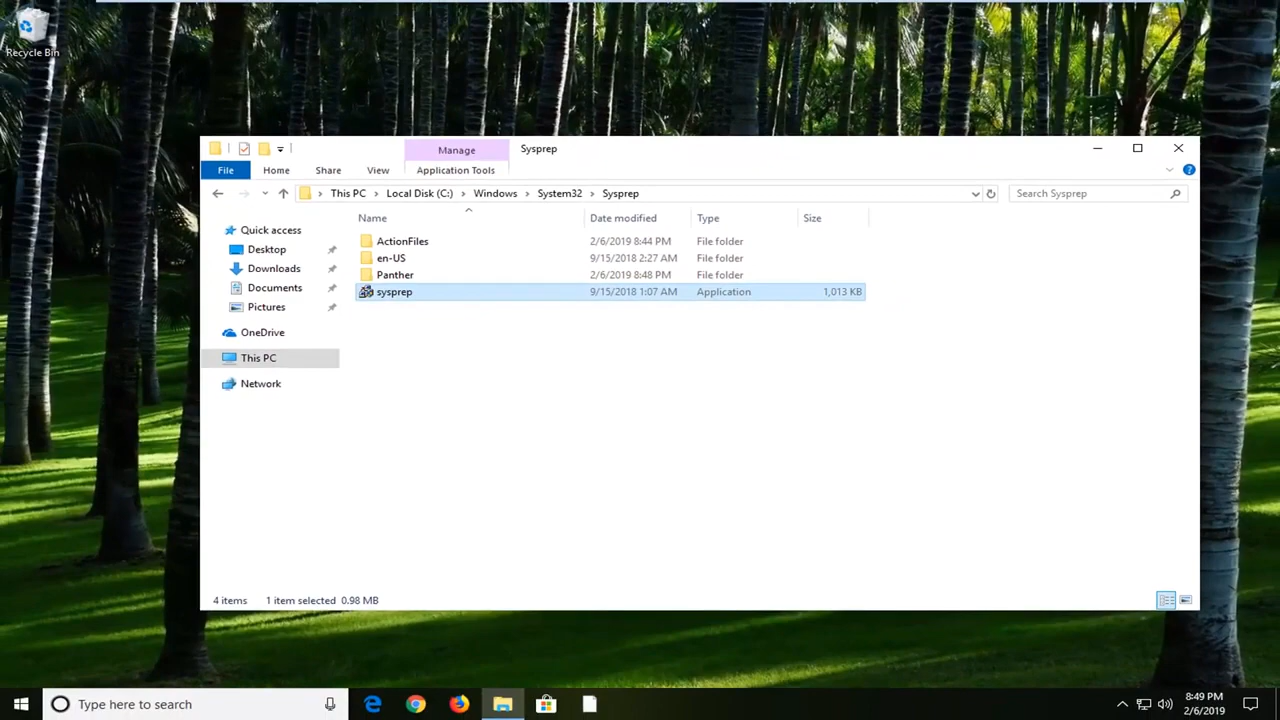 Recycle Bin
Manage
Sysprep
File
Home
Share
View
Application Tools
This PC
Local Disk (C:)
Windows
System32
Sysprep
Search Sysprep
Quick access
Desktop
Downloads
Documents
Pictures
OneDrive
This PC
Network
Name
Date modified
Type
Size
ActionFiles 2/6/2019 8:44 PM File folder
en-US 9/15/2018 2:27 AM File folder
Panther 2/6/2019 8:48 PM File folder
sysprep 9/15/2018 1:07 AM Application 1,013 KB
4 items 1 item selected 0.98 MB
Type here to search
8:49 PM
2/6/2019